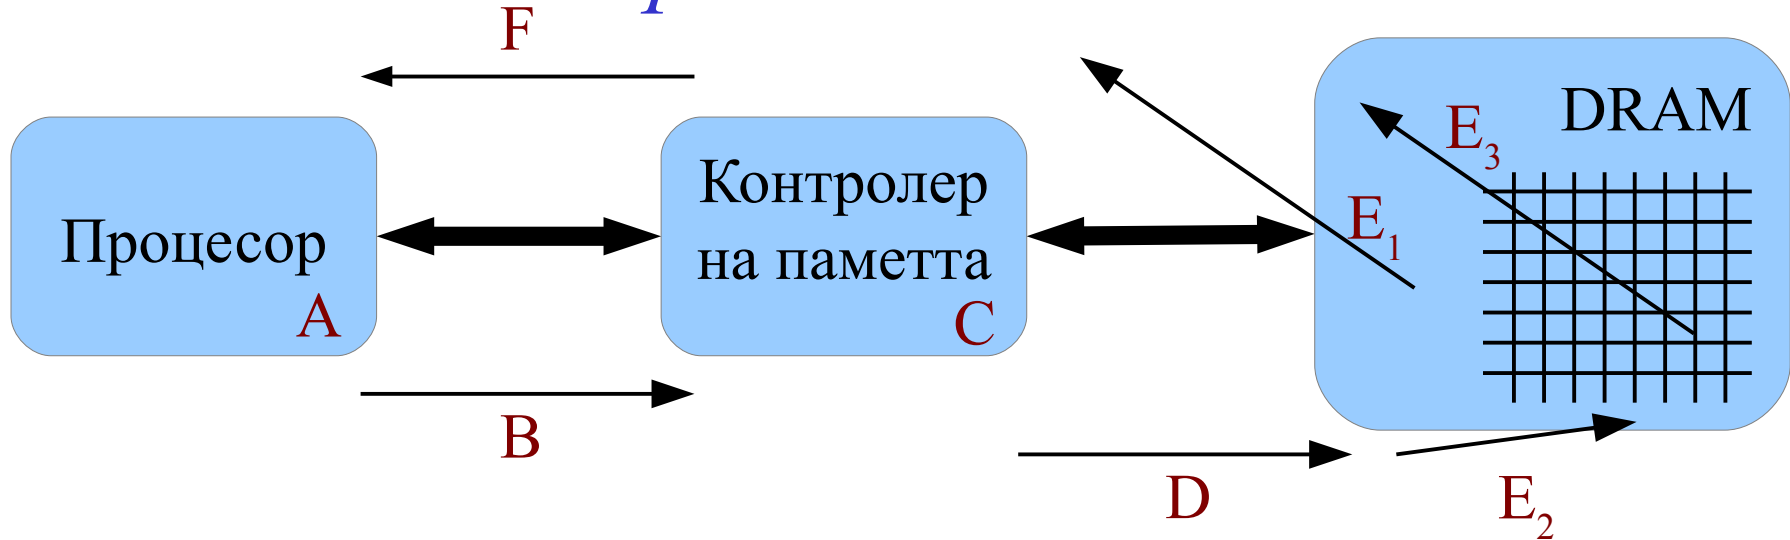 F
DRAM
E3
Контролер
на паметта
E1
Процесор
A
C
B
D
E2